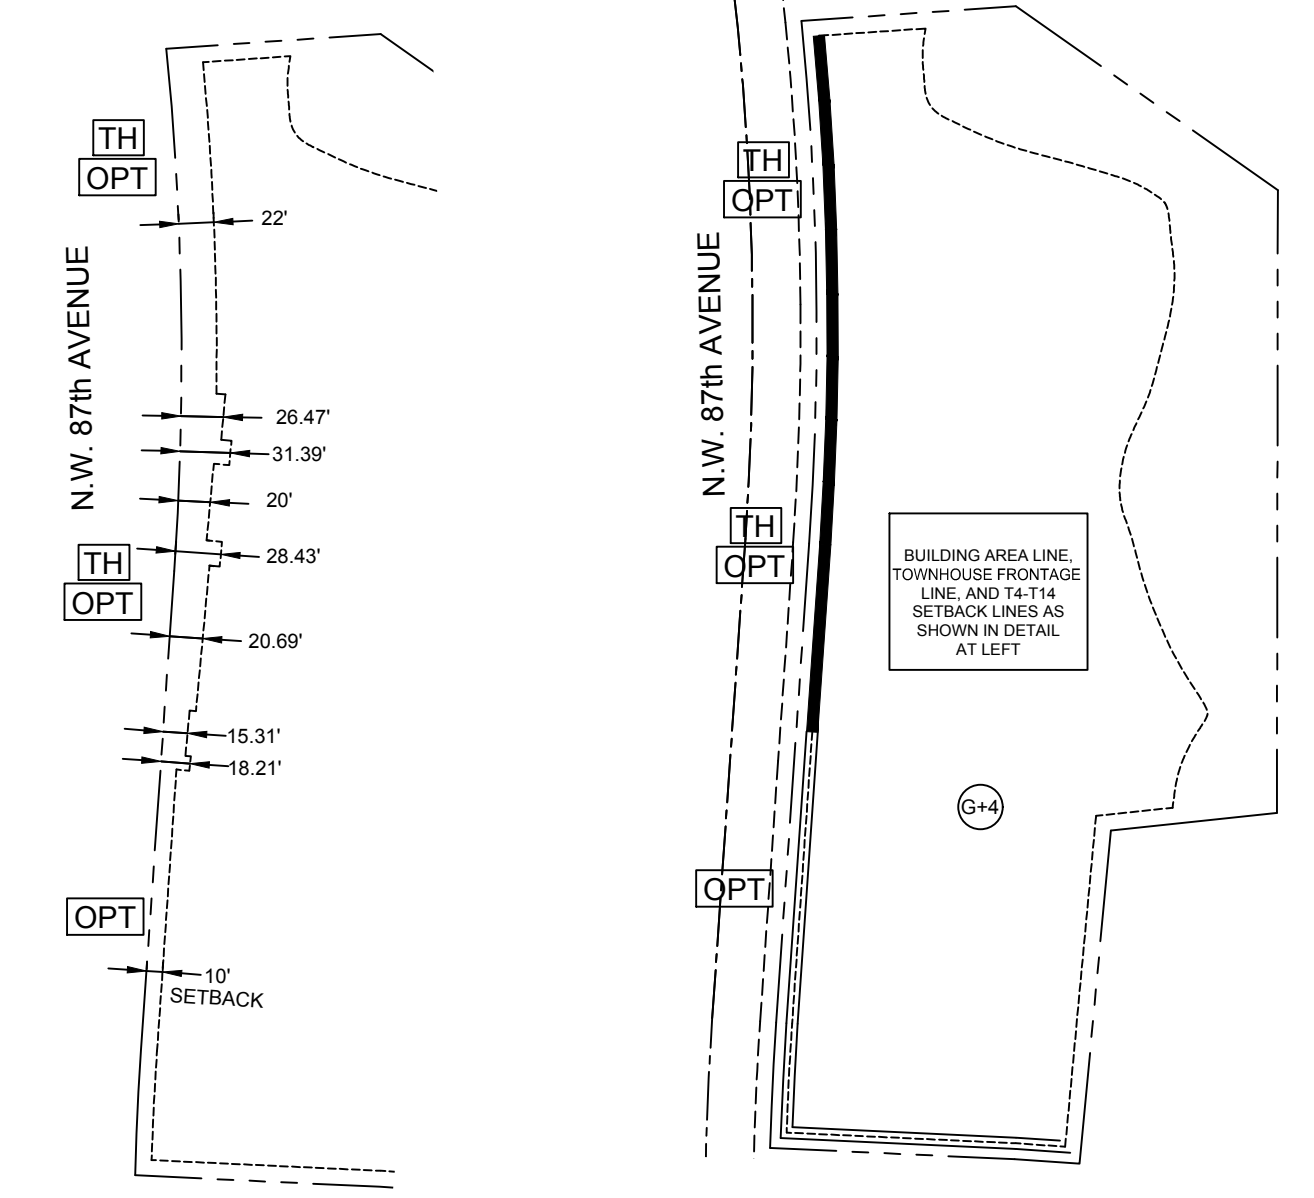 TH
OPT
22'
N.W. 87th AVENUE
26.47'
31.39'
20'
28.43'
TH
OPT
20.69'
15.31'
18.21'
OPT
10'
SETBACK
TH
OPT
N.W. 87th AVENUE
TH
OPT
BUILDING AREA LINE,
TOWNHOUSE FRONTAGE
LINE, AND T4-T14
SETBACK LINES AS
SHOWN IN DETAIL
AT LEFT
G+4
OPT